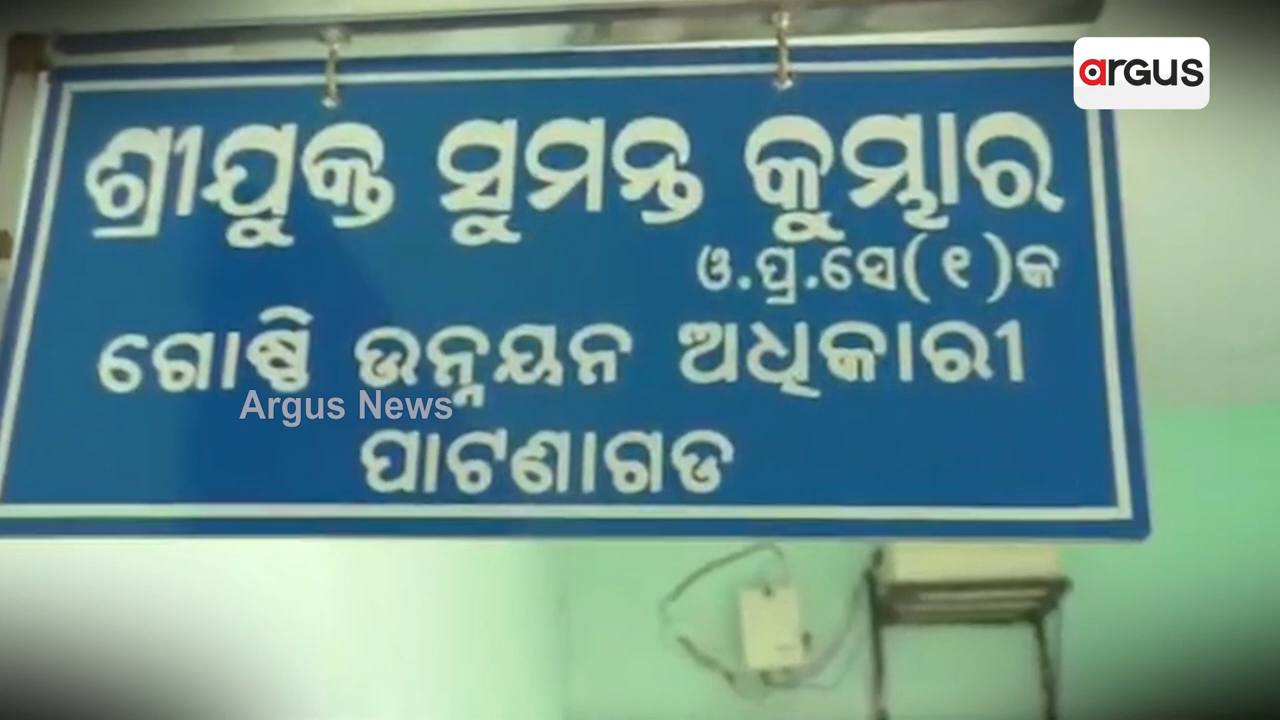 argus
ଶ୍ରୀଯୁକ୍ତ ସୁମନ୍ତ କୁମ୍ଭାର
ଓ.ପ୍ର.ସେ(୧)କ
ଗୋଷ୍ଠି ଉନ୍ନୟନ ଅଧିକାରୀ
Argus News
ପାଟଣାଗଡ